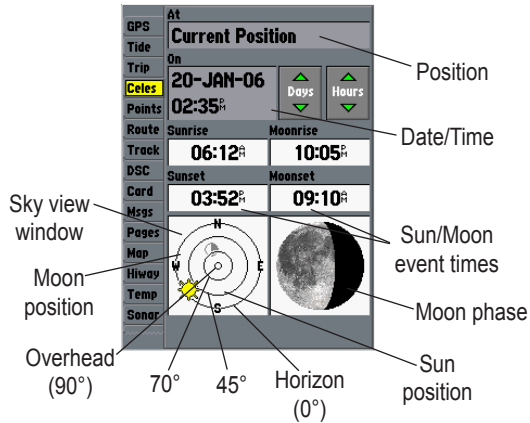 GPS
Tide
Trip
Celes
Points
Route
Track
DSC
Card
Msgs
Pages
Map
Hiway
Temp
Sonar
At
Current Position
On
20-JAN-06
02:35PM
Days
Hours
Sunrise
Moonrise
06:12AM
10:05PM
Sunset
Moonset
03:52PM
09:10AM
N
W
E
S
Position
Date/Time
Sun/Moon
event times
Moon phase
Sun
position
Sky view
window
Moon
position
Overhead
(90°)
70°
45°
Horizon
(0°)